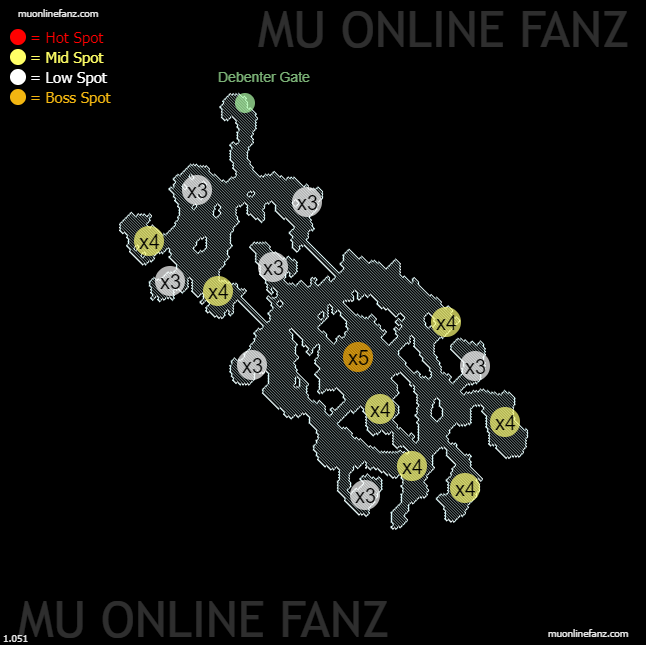 muonlinefanz.com
MU ONLINE FANZ
= Hot Spot
= Mid Spot
= Low Spot
= Boss Spot
Debenter Gate
x3
x3
x4
x3
x3
x4
x4
x5
x3
x3
x4
x4
x4
x4
x3
MU ONLINE FANZ
1.051
muonlinefanz.com